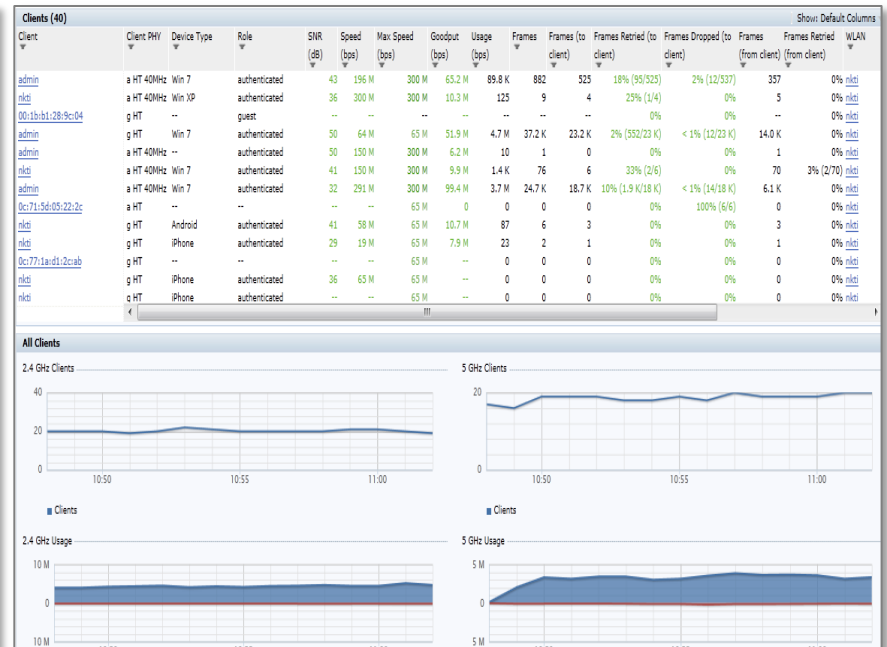 Clients (40) Show: Default Columns
Client Client PHY Device Type Role SNR (dB) Speed (bps) Max Speed (bps) Goodput (bps) Usage (bps) Frames Frames (to client) Frames Retried (to client) Frames Dropped (to client) Frames (from client) Frames Retried (from client) WLAN
admin a HT 40MHz Win 7 authenticated 43 196 M 300 M 65.2 M 89.8 K 882 525 18% (95/525) 2% (12/537) 357 0% nkti
nkti a HT 40MHz Win XP authenticated 36 300 M 300 M 10.3 M 125 9 4 25% (1/4) 0% 5 0% nkti
00:1b:b1:28:9c:04 g HT -- guest -- -- -- -- -- -- -- 0% 0% -- 0% nkti
admin g HT Win 7 authenticated 50 64 M 65 M 51.9 M 4.7 M 37.2 K 23.2 K 2% (552/23 K) < 1% (12/23 K) 14.0 K 0% nkti
admin a HT 40MHz -- authenticated 50 150 M 300 M 6.2 M 10 1 0 0% 0% 1 0% nkti
nkti a HT 40MHz Win 7 authenticated 41 150 M 300 M 9.9 M 1.4 K 76 6 33% (2/6) 0% 70 3% (2/70) nkti
admin a HT 40MHz Win 7 authenticated 32 291 M 300 M 99.4 M 3.7 M 24.7 K 18.7 K 10% (1.9 K/18 K) < 1% (14/18 K) 6.1 K 0% nkti
0c:71:5d:05:22:2c a HT -- -- -- -- 65 M 0 0 0 0 0% 100% (6/6) 0 0% nkti
nkti g HT Android authenticated 41 58 M 65 M 10.7 M 87 6 3 0% 0% 3 0% nkti
nkti g HT iPhone authenticated 29 19 M 65 M 7.9 M 23 2 1 0% 0% 1 0% nkti
0c:77:1a:d1:2c:ab g HT -- -- -- -- 65 M -- 0 0 0 0% 0% 0 0% nkti
nkti g HT iPhone authenticated 36 65 M 65 M -- 0 0 0 0% 0% 0 0% nkti
nkti g HT iPhone authenticated -- -- 65 M -- 0 0 0 0% 0% 0 0% nkti
All Clients
2.4 GHz Clients
40
20
0
10:50 10:55 11:00
Clients
5 GHz Clients
20
0
10:50 10:55 11:00
Clients
2.4 GHz Usage
10 M
0
10 M
5 GHz Usage
5 M
0
5 M